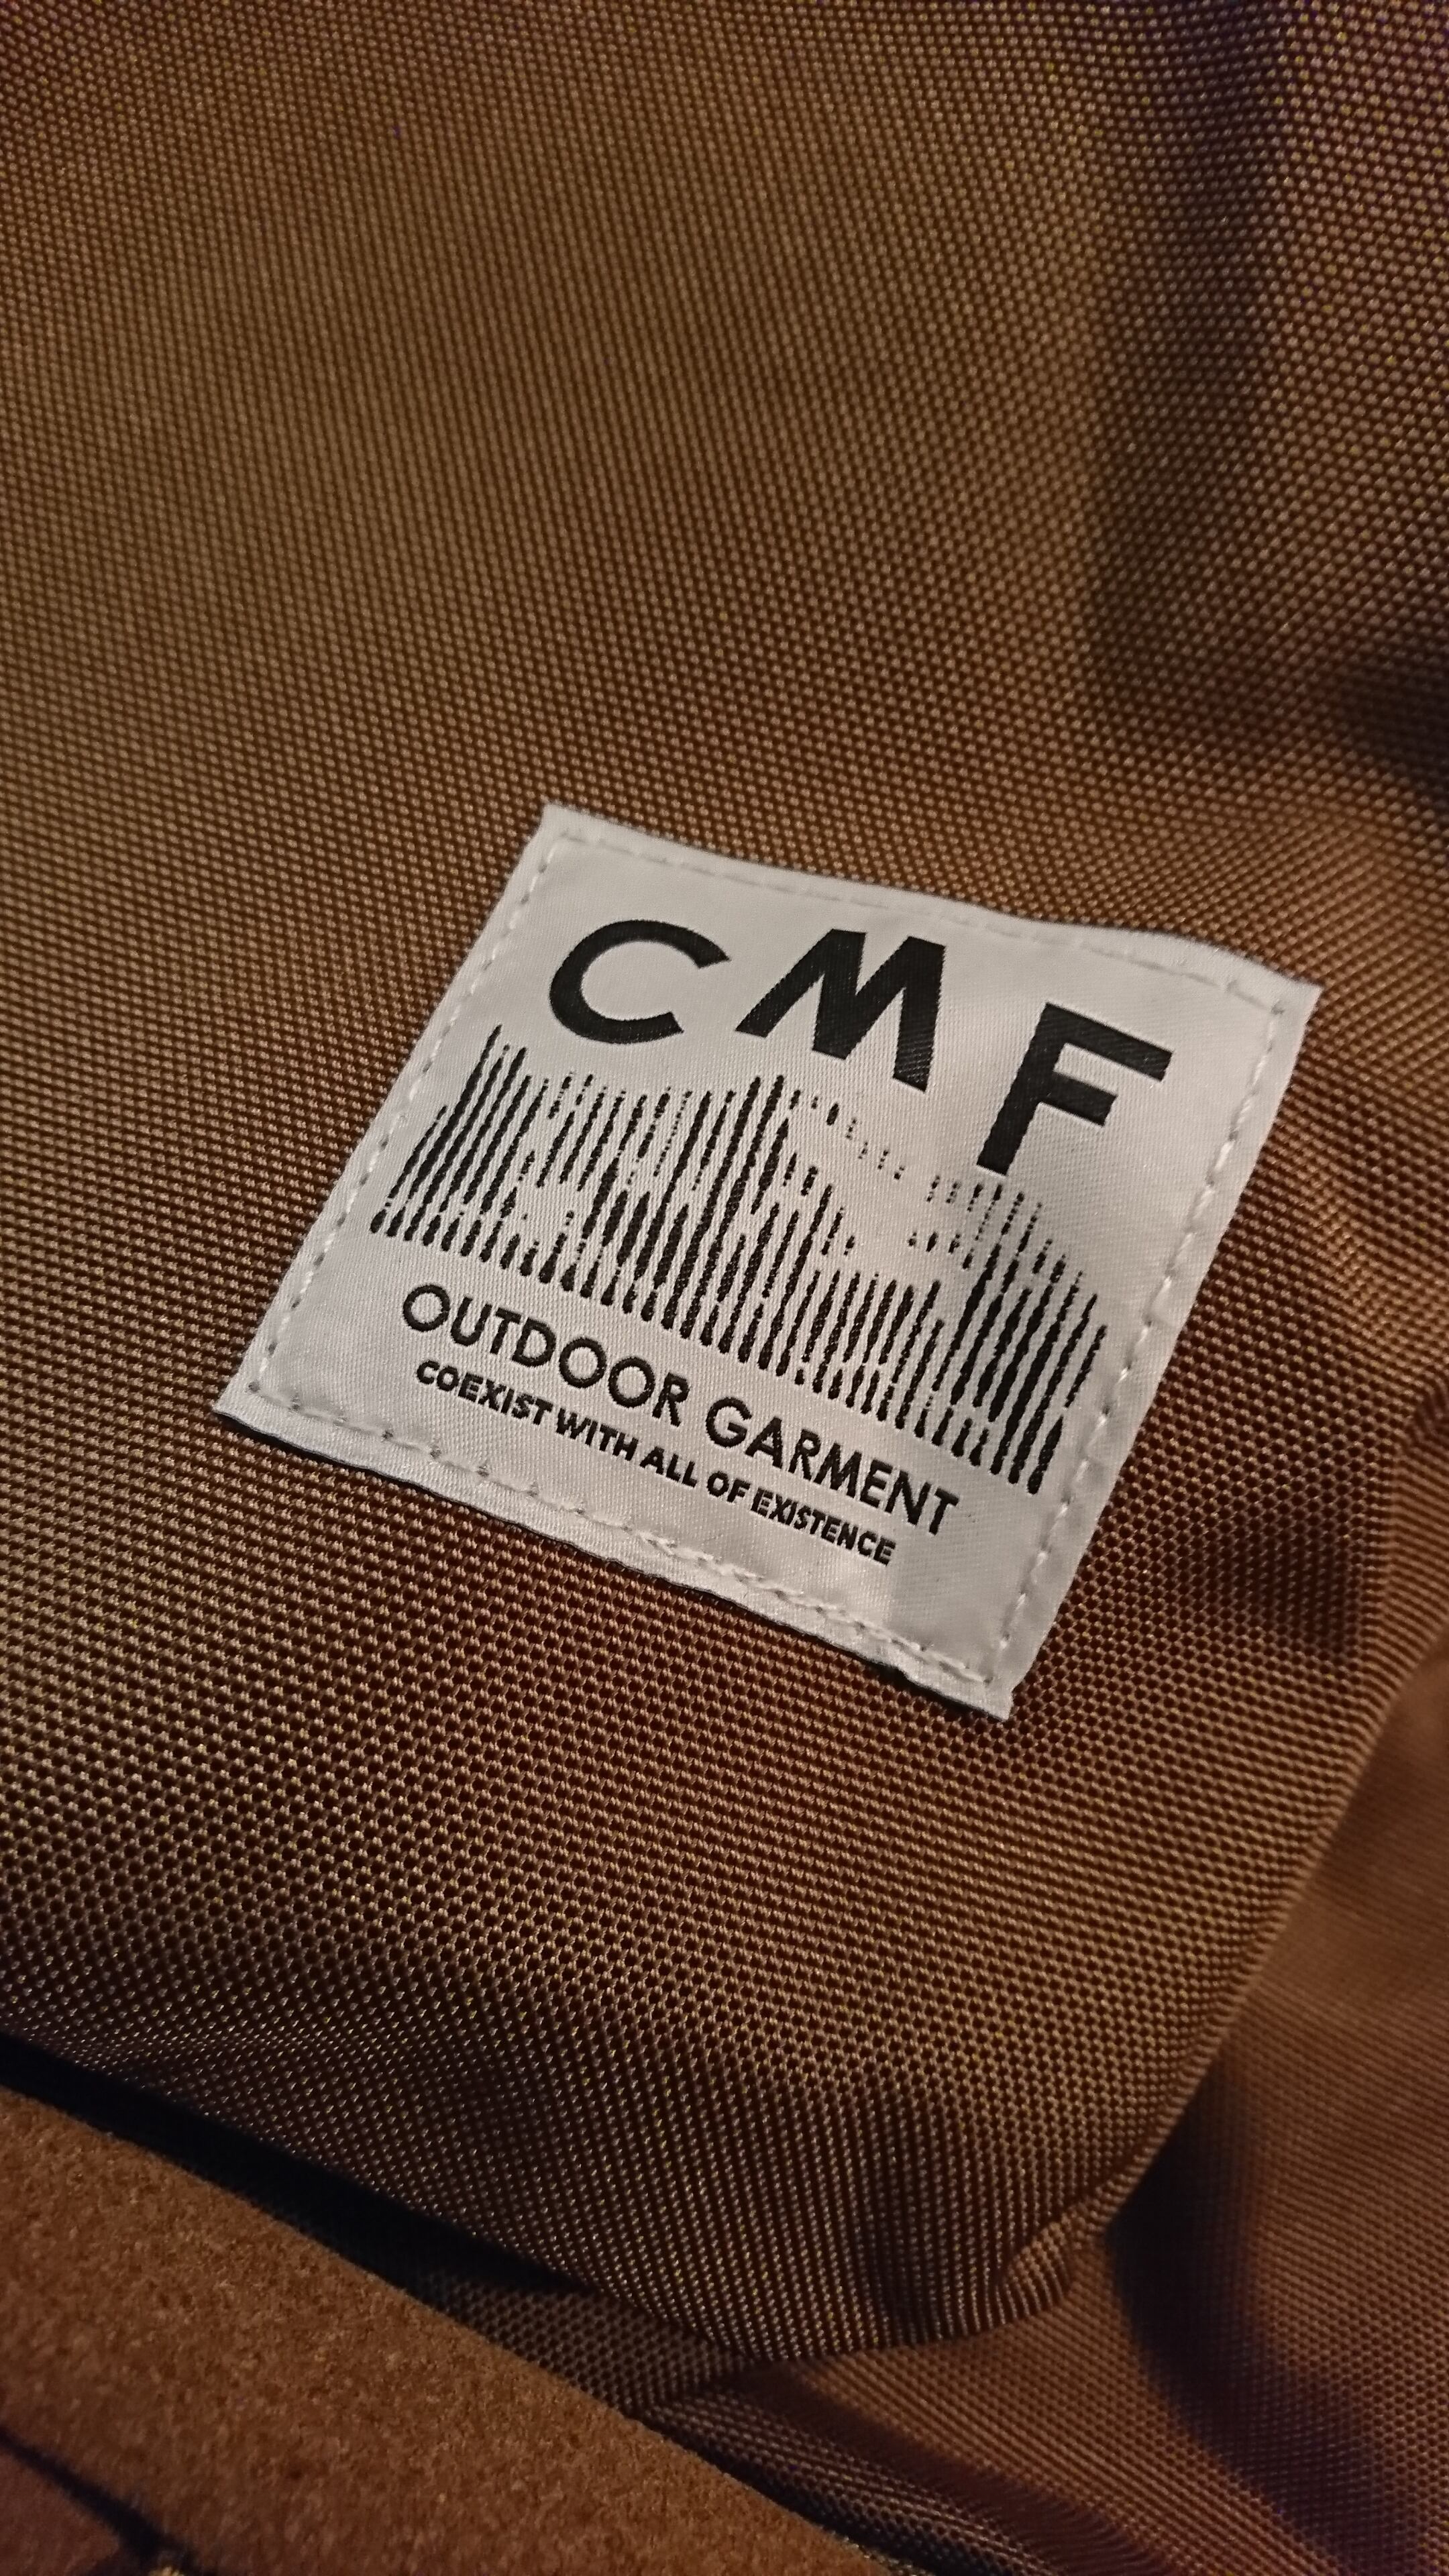 CMF
OUTDOOR GARMENT
COEXIST WITH ALL OF EXISTENCE